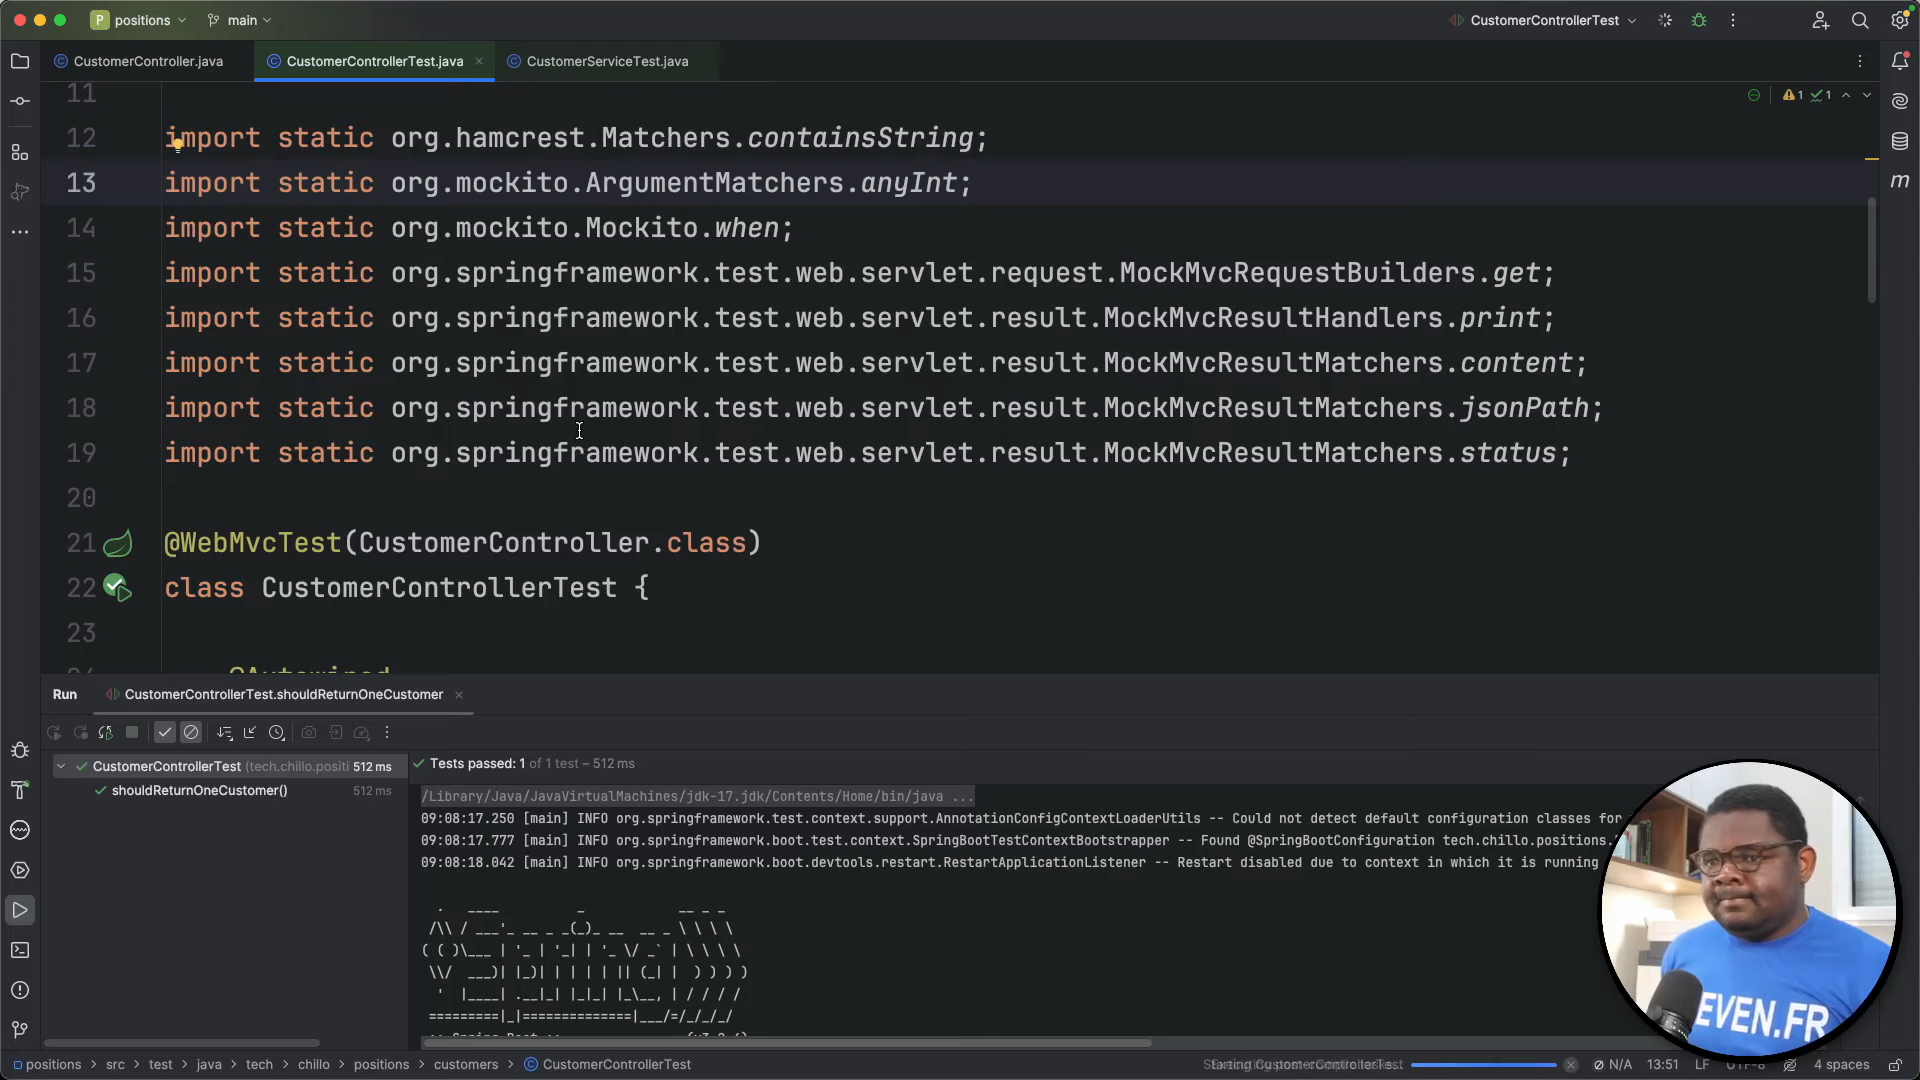 P positions main CustomerControllerTest
CustomerController.java CustomerControllerTest.java CustomerServiceTest.java
11
1 1
12 import static org.hamcrest.Matchers.containsString;
13 import static org.mockito.ArgumentMatchers.anyInt;
14 import static org.mockito.Mockito.when;
15 import static org.springframework.test.web.servlet.request.MockMvcRequestBuilders.get;
16 import static org.springframework.test.web.servlet.result.MockMvcResultHandlers.print;
17 import static org.springframework.test.web.servlet.result.MockMvcResultMatchers.content;
18 import static org.springframework.test.web.servlet.result.MockMvcResultMatchers.jsonPath;
19 import static org.springframework.test.web.servlet.result.MockMvcResultMatchers.status;
20
21 @WebMvcTest(CustomerController.class)
22 class CustomerControllerTest {
23
@Autowired
Run CustomerControllerTest.shouldReturnOneCustomer
CustomerControllerTest (tech.chillo.positi 512 ms
shouldReturnOneCustomer() 512 ms
Tests passed: 1 of 1 test – 512 ms
/Library/Java/JavaVirtualMachines/jdk-17.jdk/Contents/Home/bin/java ...
09:08:17.250 [main] INFO org.springframework.test.context.support.AnnotationConfigContextLoaderUtils -- Could not detect default configuration classes for
09:08:17.777 [main] INFO org.springframework.boot.test.context.SpringBootTestContextBootstrapper -- Found @SpringBootConfiguration tech.chillo.positions.
09:08:18.042 [main] INFO org.springframework.boot.devtools.restart.RestartApplicationListener -- Restart disabled due to context in which it is running
EVEN.FR
positions > src > test > java > tech > chillo > positions > customers > CustomerControllerTest
N/A 13:51 LF UTF-8 4 spaces